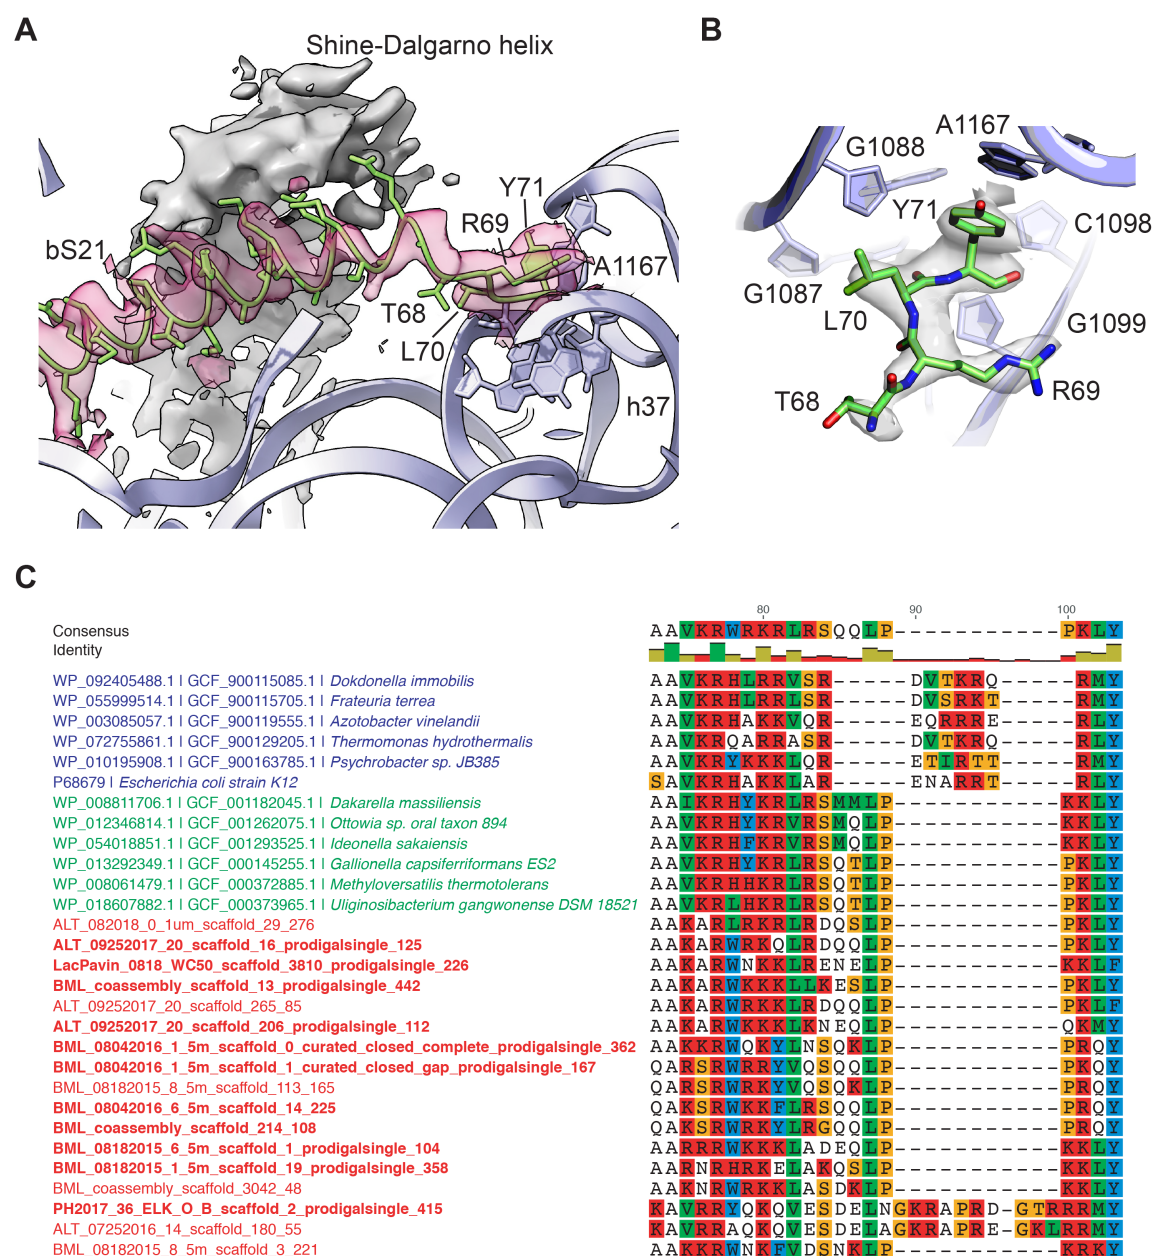 A
B
Shine-Dalgarno helix
bS21
Y71
R69
A1167
T68
L70
h37
A1167
G1088
Y71
C1098
G1087
L70
G1099
T68
R69
C
80 90 100
Consensus AAVKRWRKRLRSQQLP-----------PKLY
Identity
WP_092405488.1 | GCF_900115085.1 | Dokdonella immobilis AAVKRHLRRVSR-----DVTKRQ-----RMY
WP_055999514.1 | GCF_900115705.1 | Frateuria terrea AAVKRHLRRLSR-----DVSRKT-----RMY
WP_003085057.1 | GCF_900119555.1 | Azotobacter vinelandii AAVKRHAKKVQR-----EQRRRE-----RLY
WP_072755861.1 | GCF_900129205.1 | Thermomonas hydrothermalis AAVKRQARRASR-----DVTKRQ-----RLY
WP_010195908.1 | GCF_900163785.1 | Psychrobacter sp. JB385 AAVKRYKKKLQR-----ETIRTT-----RLY
P68679 | Escherichia coli strain K12 SAVKRHAKKLAR-----ENARRT-----RLY
WP_008811706.1 | GCF_001182045.1 | Dakarella massiliensis AAIKRHYKRLRSMMLP-----------KKLY
WP_012346814.1 | GCF_001262075.1 | Ottowia sp. oral taxon 894 AAVKRHYKRVRSMQLP-----------KKLY
WP_054018851.1 | GCF_001293525.1 | Ideonella sakaiensis AAVKRHFKRVRSMQLP-----------KKLY
WP_013292349.1 | GCF_000145255.1 | Gallionella capsiferriformans ES2 AAVKRHYKRLRSQTLP-----------PKLY
WP_008061479.1 | GCF_000372885.1 | Methyloversatilis thermotolerans AAVKRHHKRLRSQTLP-----------PKLY
WP_018607882.1 | GCF_000373965.1 | Uliginosibacterium gangwonense DSM 18521 AAVKRLHKRLRSQTLP-----------PKLY
ALT_082018_0_1um_scaffold_29_276 AAKARLRKRLRDQSLP-----------PKLY
ALT_09252017_20_scaffold_16_prodigalsingle_125 AAKARWRKQLRDQQLP-----------PKLY
LacPavin_0818_WC50_scaffold_3810_prodigalsingle_226 AAKARWNKKLRENELP-----------KKLF
BML_coassembly_scaffold_13_prodigalsingle_442 AAKARWKKKLLKESLP-----------PKLY
ALT_09252017_20_scaffold_265_85 AAKARWRKKLRDQQLP-----------PKLF
ALT_09252017_20_scaffold_206_prodigalsingle_112 AAKARWKKKLKNEQLP-----------QKMY
BML_08042016_1_5m_scaffold_0_curated_closed_complete_prodigalsingle_362 AAKKRWQKYLNSQKLP-----------PRQY
BML_08042016_1_5m_scaffold_1_curated_closed_gap_prodigalsingle_167 QARSRWRRYVQSQQLP-----------PKQY
BML_08182015_8_5m_scaffold_113_165 QARSRWKKYVQSQKLP-----------PRQY
BML_08042016_6_5m_scaffold_14_225 QAKSRWKKFLRSQQLP-----------PRQY
BML_coassembly_scaffold_214_108 QAKSRWKKYLRGQQLP-----------PRQY
BML_08182015_6_5m_scaffold_1_prodigalsingle_104 AARRRWKKKLADEQLP-----------KKLY
BML_08182015_1_5m_scaffold_19_prodigalsingle_358 AARNRHRKELAKQSLP-----------KKLY
BML_coassembly_scaffold_3042_48 AAKNRWRKKLASDKLP-----------KKLY
PH2017_36_ELK_O_B_scaffold_2_prodigalsingle_415 KAVRRYQKQVESDELNGKRAPRD-GTRRRMY
ALT_07252016_14_scaffold_180_55 AAVRRAQKQVESDELAGKRAPRE-GKLRRMY
BML_08182015_8_5m_scaffold_3_221 AAKKRWNKFVDSNKLP-----------KRKY